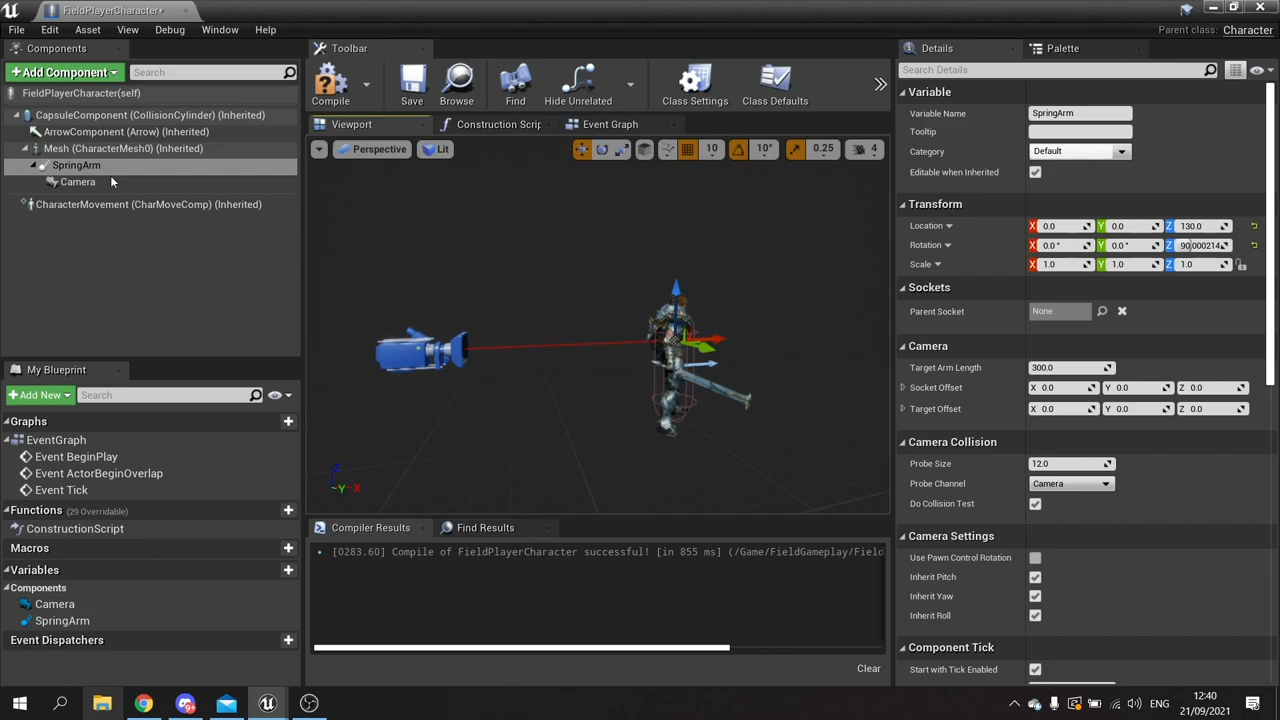 FieldPlayerCharacter*
File Edit Asset View Debug Window Help
Parent class: Character
Components
Add Component
Search
FieldPlayerCharacter(self)
CapsuleComponent (CollisionCylinder) (Inherited)
ArrowComponent (Arrow) (Inherited)
Mesh (CharacterMesh0) (Inherited)
SpringArm
Camera
CharacterMovement (CharMoveComp) (Inherited)
My Blueprint
Add New
Search
Graphs
EventGraph
Event BeginPlay
Event ActorBeginOverlap
Event Tick
Functions (29 Overridable)
ConstructionScript
Macros
Variables
Components
Camera
SpringArm
Event Dispatchers
Toolbar
Compile Save Browse Find Hide Unrelated Class Settings Class Defaults
Viewport Construction Scrip Event Graph
Perspective Lit 10 10° 0.25 4
Z
Y X
Compiler Results Find Results
[0283.60] Compile of FieldPlayerCharacter successful! [in 855 ms] (/Game/FieldGameplay/Field
Clear
Details Palette
Search Details
Variable
Variable Name SpringArm
Tooltip
Category Default
Editable when Inherited
Transform
Location X 0.0 Y 0.0 Z 130.0
Rotation X 0.0 ° Y 0.0 ° Z 90.000214
Scale X 1.0 Y 1.0 Z 1.0
Sockets
Parent Socket None
Camera
Target Arm Length 300.0
Socket Offset X 0.0 Y 0.0 Z 0.0
Target Offset X 0.0 Y 0.0 Z 0.0
Camera Collision
Probe Size 12.0
Probe Channel Camera
Do Collision Test
Camera Settings
Use Pawn Control Rotation
Inherit Pitch
Inherit Yaw
Inherit Roll
Component Tick
Start with Tick Enabled
ENG
12:40
21/09/2021